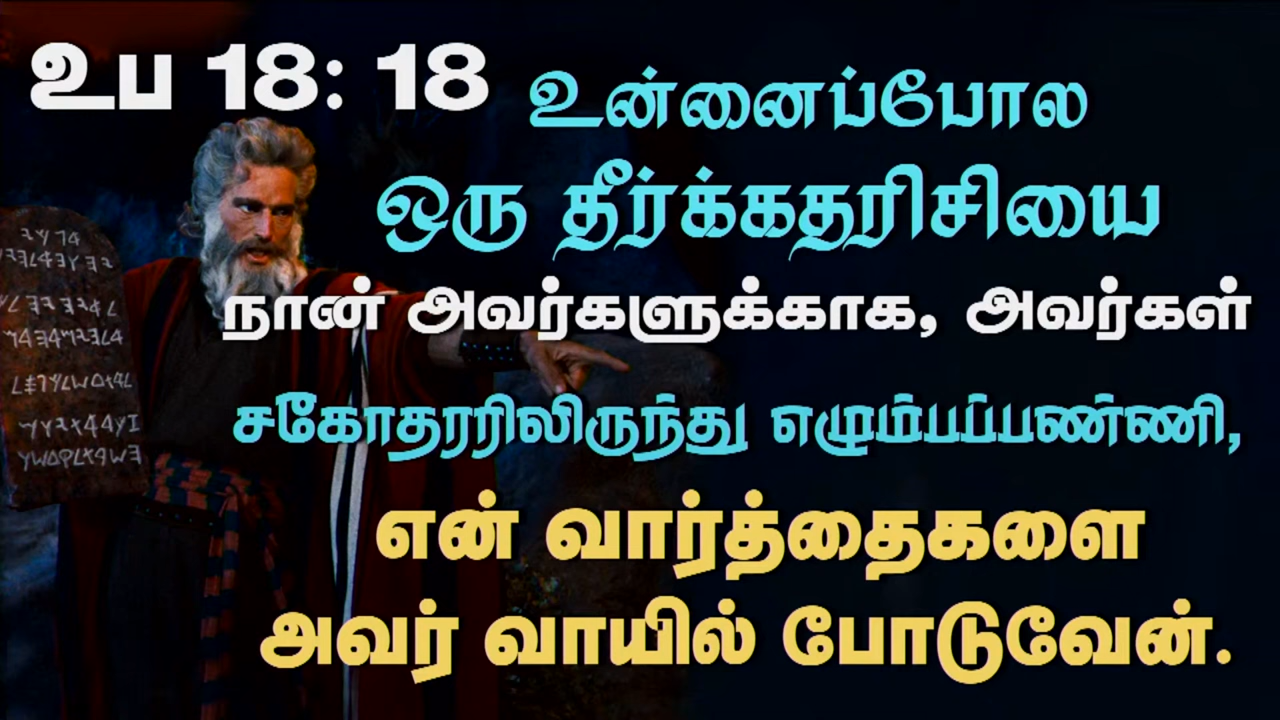 உப 18: 18
உன்னைப்போல
ஒரு தீர்க்கதரிசியை
நான் அவர்களுக்காக, அவர்கள்
சகோதரரிலிருந்து எழும்பப்பண்ணி,
என் வார்த்தைகளை
அவர் வாயில் போடுவேன்.